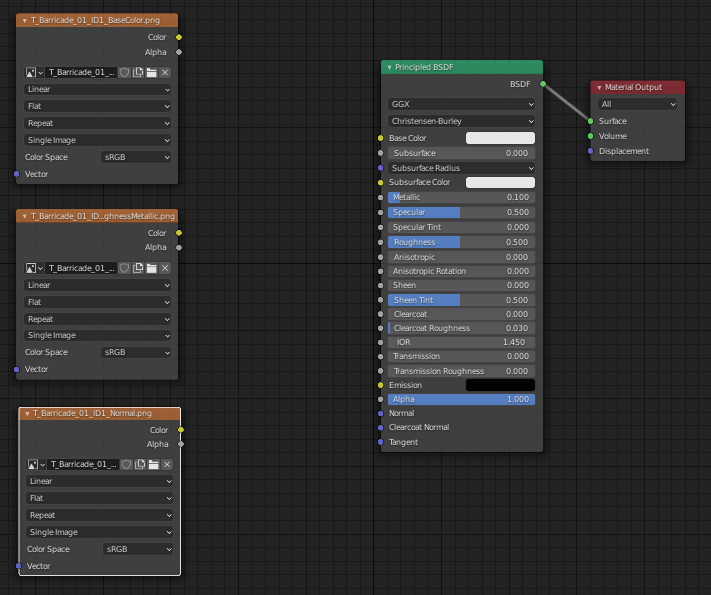 T_Barricade_01_ID1_BaseColor.png
Color
Alpha
T_Barricade_01_...
Linear
Flat
Repeat
Single Image
Color Space sRGB
Vector
T_Barricade_01_ID...ghnessMetallic.png
Color
Alpha
T_Barricade_01_...
Linear
Flat
Repeat
Single Image
Color Space sRGB
Vector
T_Barricade_01_ID1_Normal.png
Color
Alpha
T_Barricade_01_...
Linear
Flat
Repeat
Single Image
Color Space sRGB
Vector
Principled BSDF
BSDF
GGX
Christensen-Burley
Base Color
Subsurface 0.000
Subsurface Radius
Subsurface Color
Metallic 0.100
Specular 0.500
Specular Tint 0.000
Roughness 0.500
Anisotropic 0.000
Anisotropic Rotation 0.000
Sheen 0.000
Sheen Tint 0.500
Clearcoat 0.000
Clearcoat Roughness 0.030
IOR 1.450
Transmission 0.000
Transmission Roughness 0.000
Emission
Alpha 1.000
Normal
Clearcoat Normal
Tangent
Material Output
All
Surface
Volume
Displacement